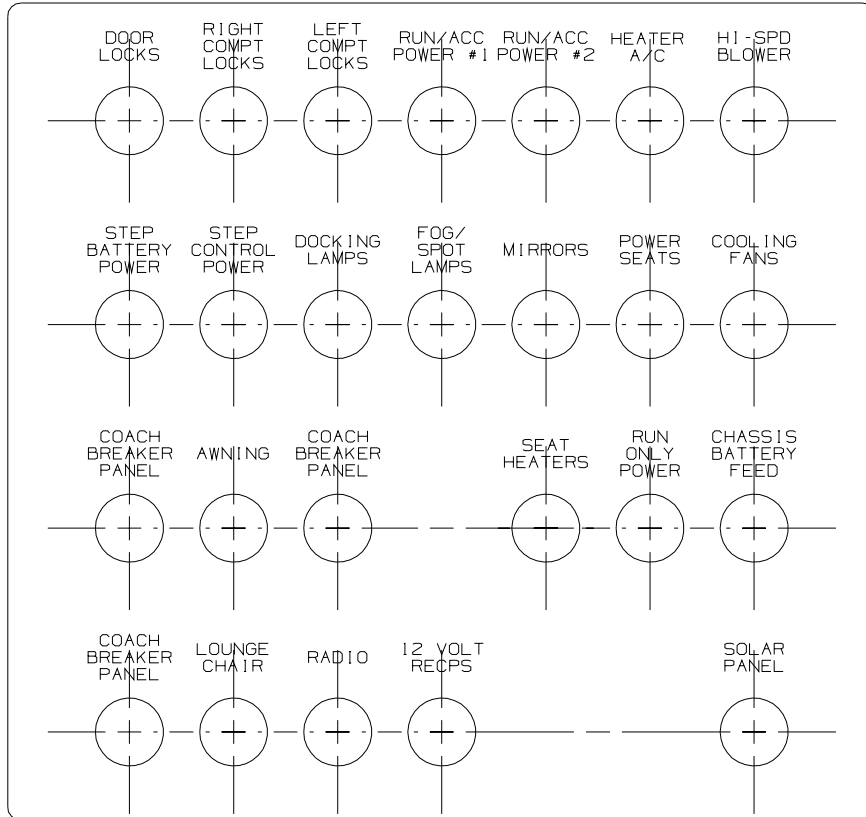 DOOR
LOCKS
RIGHT
COMPT
LOCKS
LEFT
COMPT
LOCKS
RUN/ACC
POWER #1
RUN/ACC
POWER #2
HEATER
A/C
HI-SPD
BLOWER
STEP
BATTERY
POWER
STEP
CONTROL
POWER
DOCKING
LAMPS
FOG/
SPOT
LAMPS
MIRRORS
POWER
SEATS
COOLING
FANS
COACH
BREAKER
PANEL
AWNING
COACH
BREAKER
PANEL
SEAT
HEATERS
RUN
ONLY
POWER
CHASSIS
BATTERY
FEED
COACH
BREAKER
PANEL
LOUNGE
CHAIR
RADIO
12 VOLT
RECPS
SOLAR
PANEL